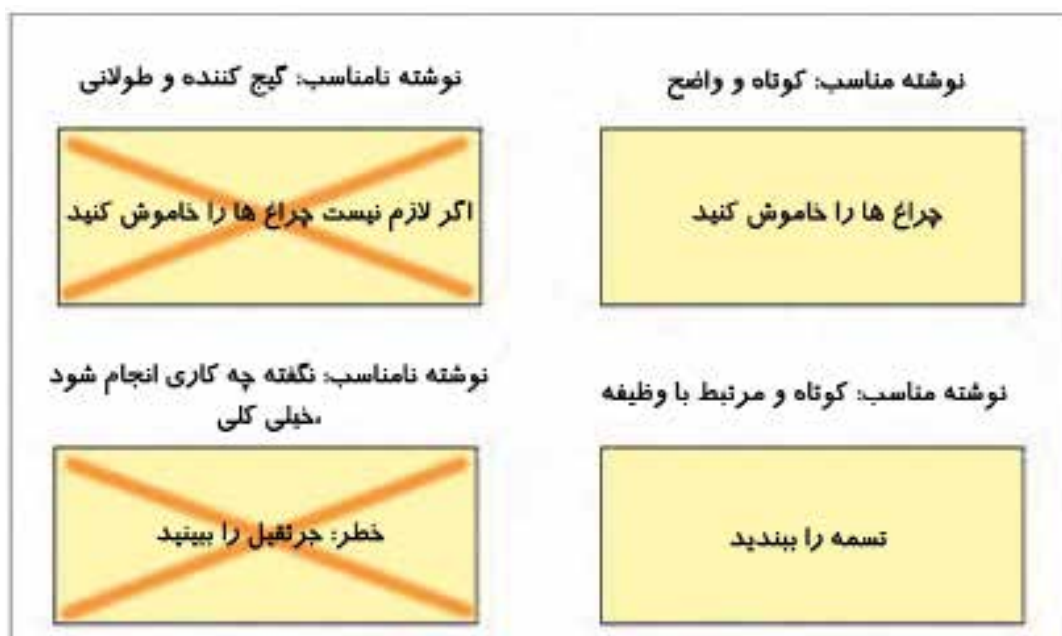 نوشته مناسب: کوتاه و واضح
چراغ ها را خاموش کنید
نوشته نامناسب: گیج کننده و طولانی
اگر لازم نیست چراغ ها را خاموش کنید
نوشته مناسب: کوتاه و مرتبط با وظیفه
تسمه را ببندید
نوشته نامناسب: نگفته چه کاری انجام شود
،خیلی کلی
خطر: جرثقیل را ببینید